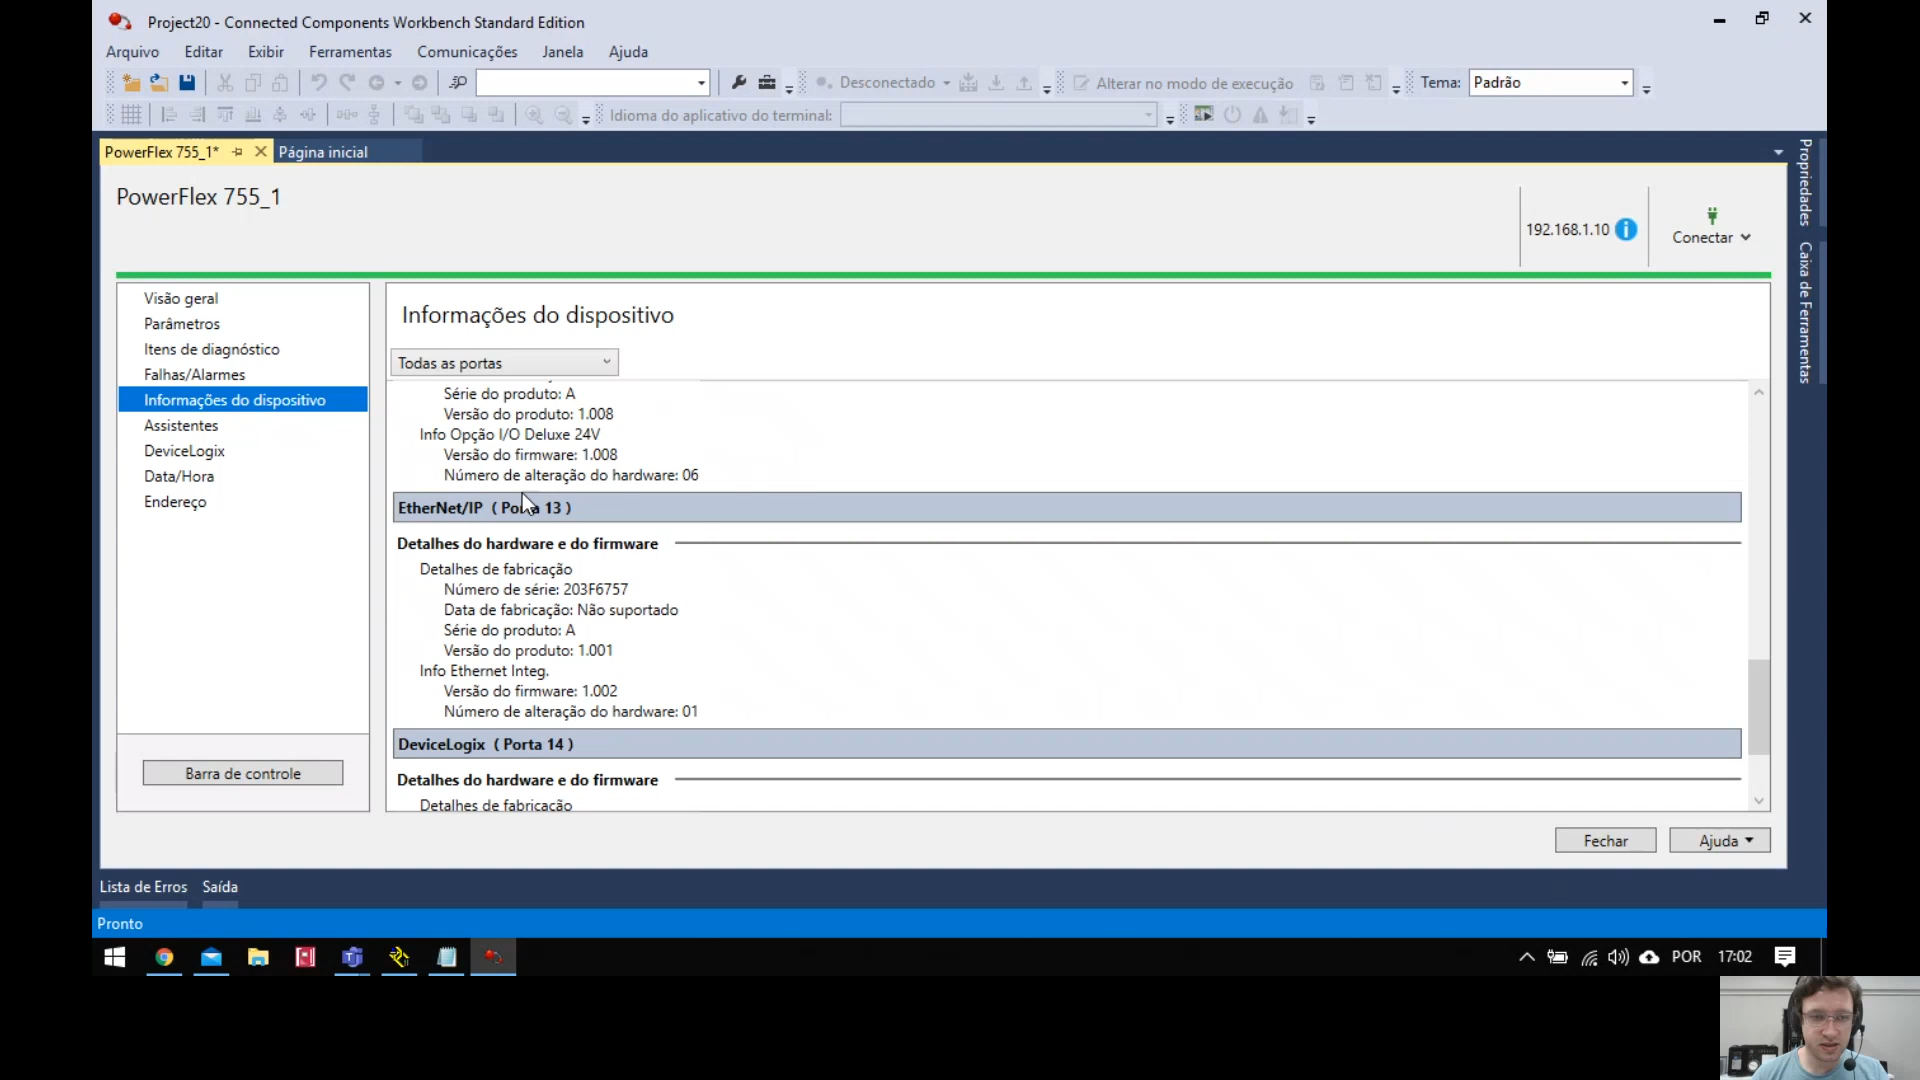 Project20 - Connected Components Workbench Standard Edition
Arquivo Editar Exibir Ferramentas Comunicações Janela Ajuda
Desconectado Alterar no modo de execução Tema: Padrão
Idioma do aplicativo do terminal:
PowerFlex 755_1* Página inicial
Propriedades
Caixa de Ferramentas
PowerFlex 755_1
192.168.1.10
Conectar
Visão geral
Parâmetros
Itens de diagnóstico
Falhas/Alarmes
Informações do dispositivo
Assistentes
DeviceLogix
Data/Hora
Endereço
Barra de controle
Informações do dispositivo
Todas as portas
Série do produto: A
Versão do produto: 1.008
Info Opção I/O Deluxe 24V
Versão do firmware: 1.008
Número de alteração do hardware: 06
EtherNet/IP ( Porta 13 )
Detalhes do hardware e do firmware
Detalhes de fabricação
Número de série: 203F6757
Data de fabricação: Não suportado
Série do produto: A
Versão do produto: 1.001
Info Ethernet Integ.
Versão do firmware: 1.002
Número de alteração do hardware: 01
DeviceLogix ( Porta 14 )
Detalhes do hardware e do firmware
Detalhes de fabricação
Fechar Ajuda
Lista de Erros Saída
Pronto
POR 17:02